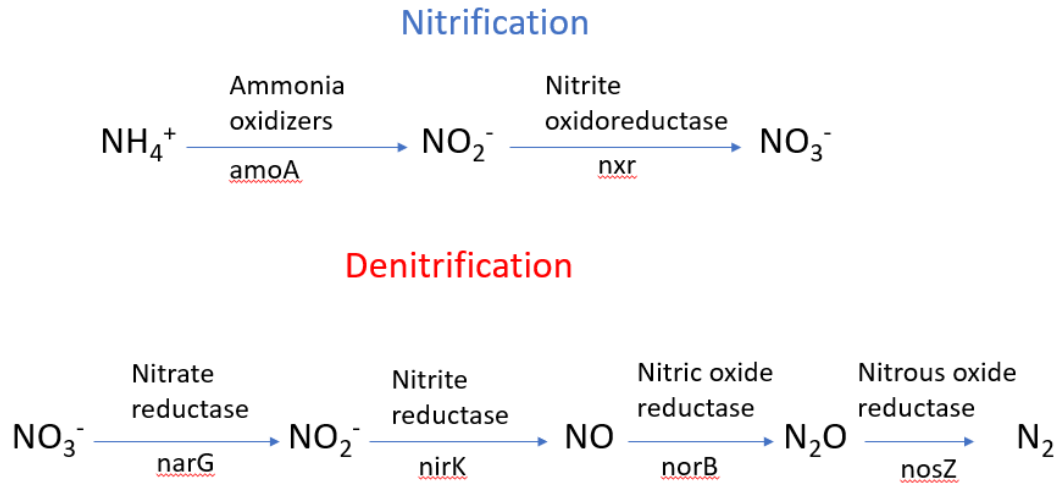 Nitrification
Ammonia
oxidizers
Nitrite
oxidoreductase
NH₄⁺
NO₂⁻
NO₃⁻
amoA
nxr
Denitrification
Nitrate
reductase
Nitrite
reductase
Nitric oxide
reductase
Nitrous oxide
reductase
NO₃⁻
NO₂⁻
NO
N₂O
N₂
narG
nirK
norB
nosZ